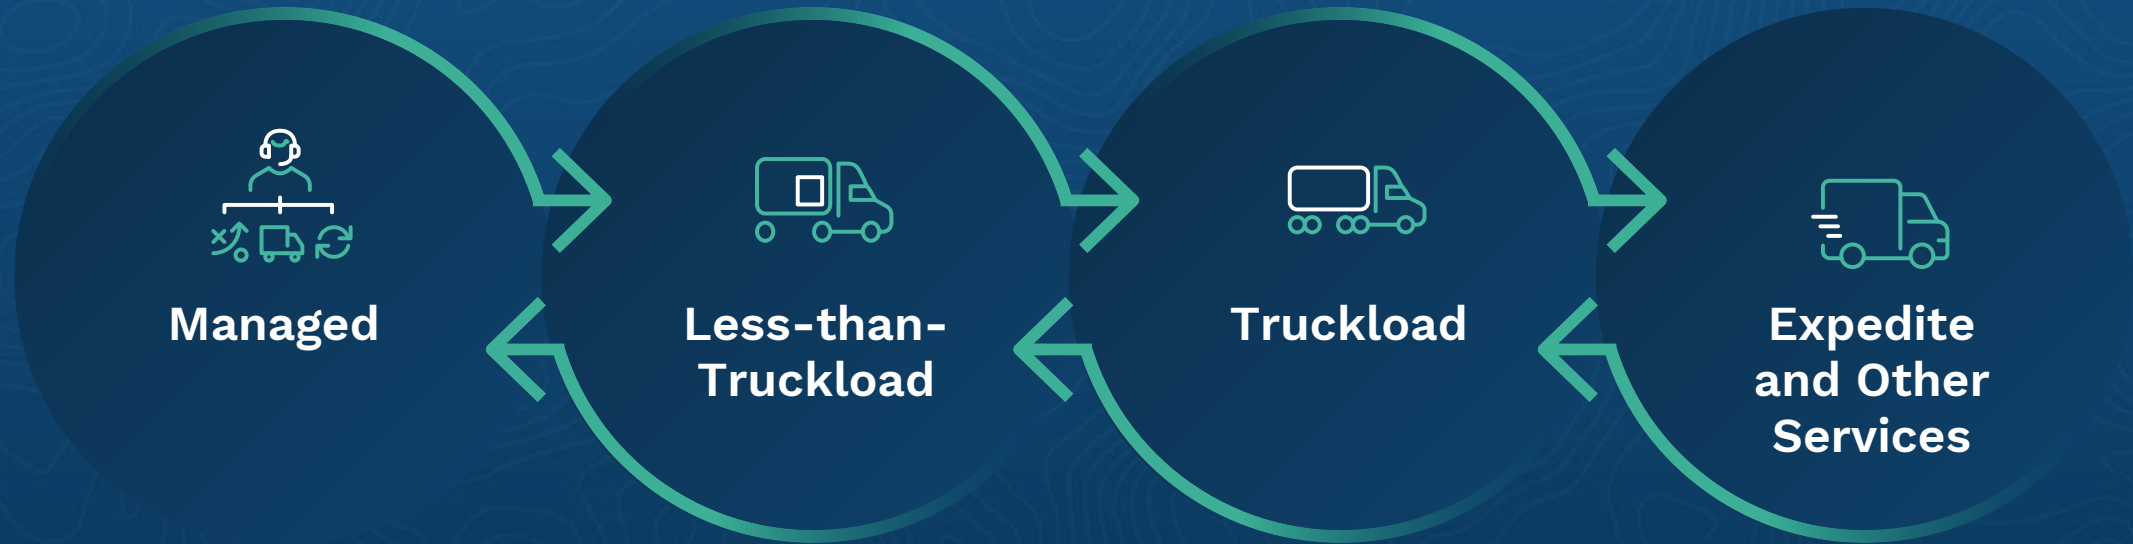 Managed
Less-than-
Truckload
Truckload
Expedite
and Other
Services